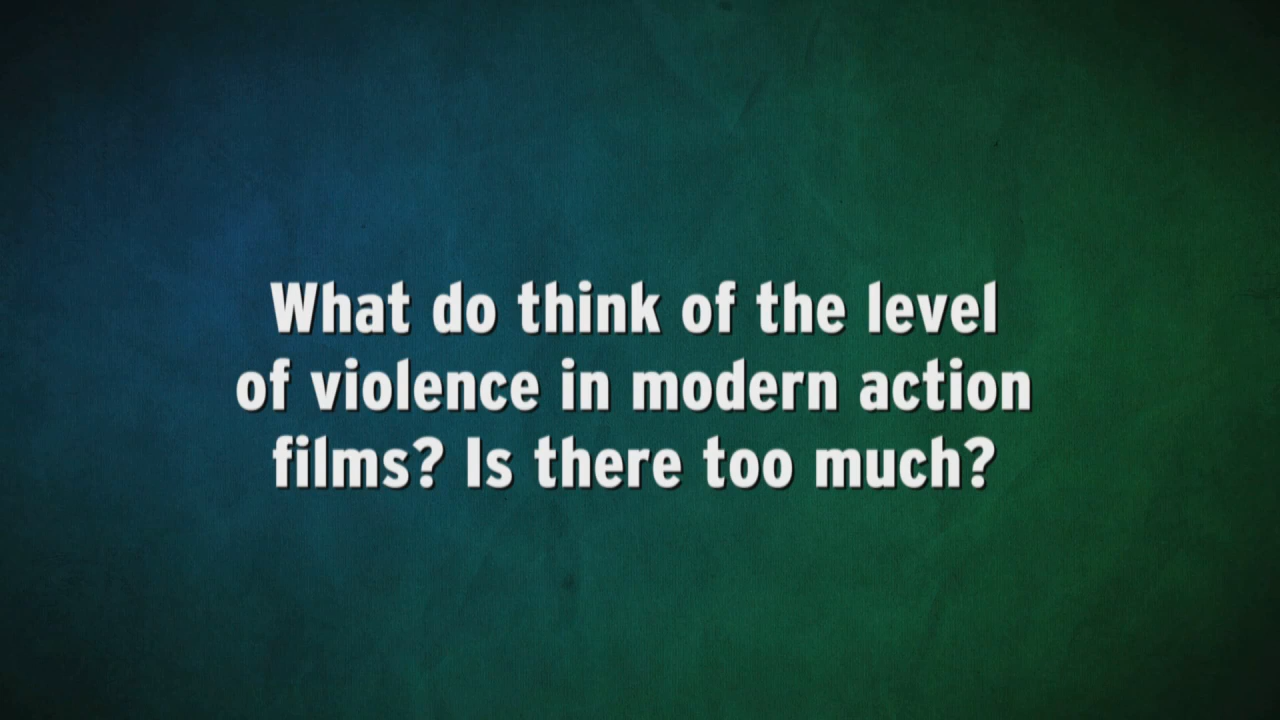 What do think of the level
of violence in modern action
films? Is there too much?